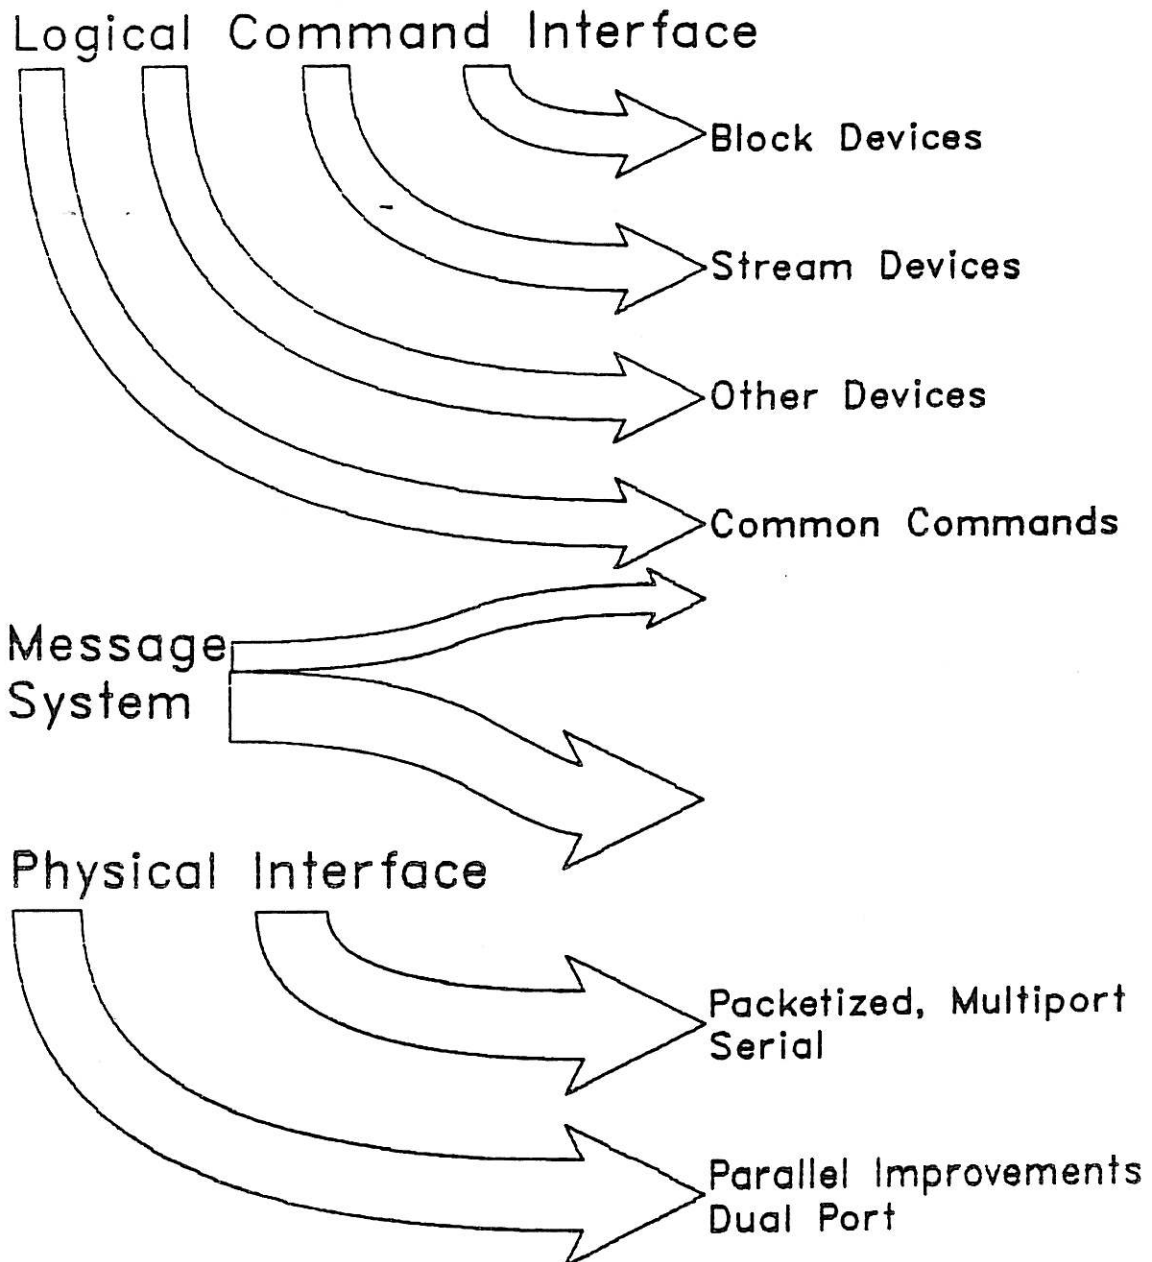 Logical Command Interface
Block Devices
Stream Devices
Other Devices
Common Commands
Message
System
Physical Interface
Packetized, Multiport
Serial
Parallel Improvements
Dual Port